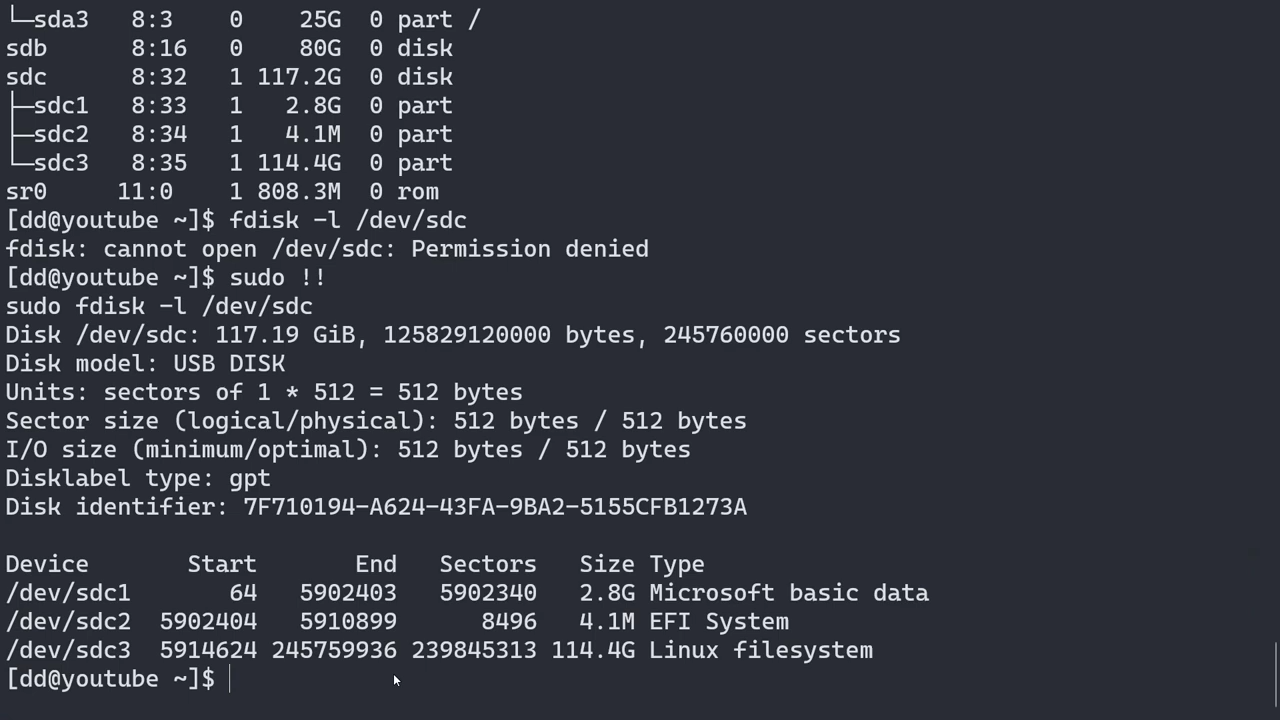 └─sda3   8:3    0    25G  0 part /
sdb      8:16   0    80G  0 disk
sdc      8:32   1 117.2G  0 disk
├─sdc1   8:33   1   2.8G  0 part
├─sdc2   8:34   1   4.1M  0 part
└─sdc3   8:35   1 114.4G  0 part
sr0     11:0    1 808.3M  0 rom
[dd@youtube ~]$ fdisk -l /dev/sdc
fdisk: cannot open /dev/sdc: Permission denied
[dd@youtube ~]$ sudo !!
sudo fdisk -l /dev/sdc
Disk /dev/sdc: 117.19 GiB, 125829120000 bytes, 245760000 sectors
Disk model: USB DISK
Units: sectors of 1 * 512 = 512 bytes
Sector size (logical/physical): 512 bytes / 512 bytes
I/O size (minimum/optimal): 512 bytes / 512 bytes
Disklabel type: gpt
Disk identifier: 7F710194-A624-43FA-9BA2-5155CFB1273A

Device       Start       End   Sectors   Size Type
/dev/sdc1       64   5902403   5902340   2.8G Microsoft basic data
/dev/sdc2  5902404   5910899      8496   4.1M EFI System
/dev/sdc3  5914624 245759936 239845313 114.4G Linux filesystem
[dd@youtube ~]$